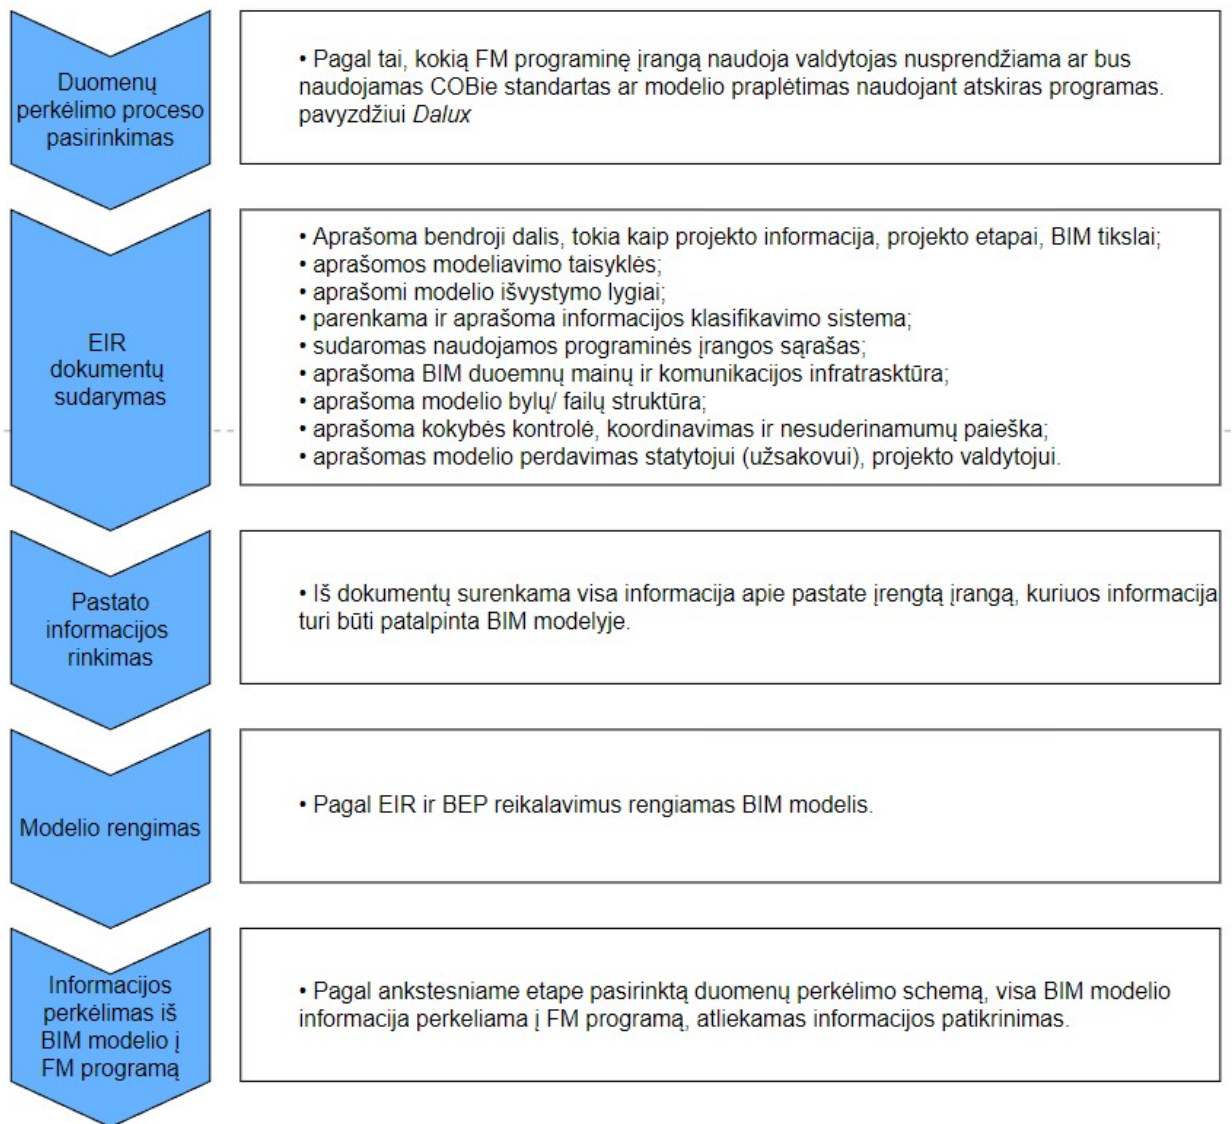 Duomenų
perkėlimo proceso
pasirinkimas
• Pagal tai, kokią FM programinę įrangą naudoja valdytojas nusprendžiama ar bus
naudojamas COBie standartas ar modelio praplėtimas naudojant atskiras programas.
pavyzdžiui Dalux
EIR
dokumentų
sudarymas
• Aprašoma bendroji dalis, tokia kaip projekto informacija, projekto etapai, BIM tikslai;
• aprašomos modeliavimo taisyklės;
• aprašomi modelio išvystymo lygiai;
• parenkama ir aprašoma informacijos klasifikavimo sistema;
• sudaromas naudojamos programinės įrangos sąrašas;
• aprašoma BIM duoemnų mainų ir komunikacijos infratrasktūra;
• aprašoma modelio bylų/ failų struktūra;
• aprašoma kokybės kontrolė, koordinavimas ir nesuderinamumų paieška;
• aprašomas modelio perdavimas statytojui (užsakovui), projekto valdytojui.
Pastato
informacijos
rinkimas
• Iš dokumentų surenkama visa informacija apie pastate įrengtą įrangą, kuriuos informacija
turi būti patalpinta BIM modelyje.
Modelio rengimas
• Pagal EIR ir BEP reikalavimus rengiamas BIM modelis.
Informacijos
perkėlimas iš
BIM modelio į
FM programą
• Pagal ankstesniame etape pasirinktą duomenų perkėlimo schemą, visa BIM modelio
informacija perkeliama į FM programą, atliekamas informacijos patikrinimas.